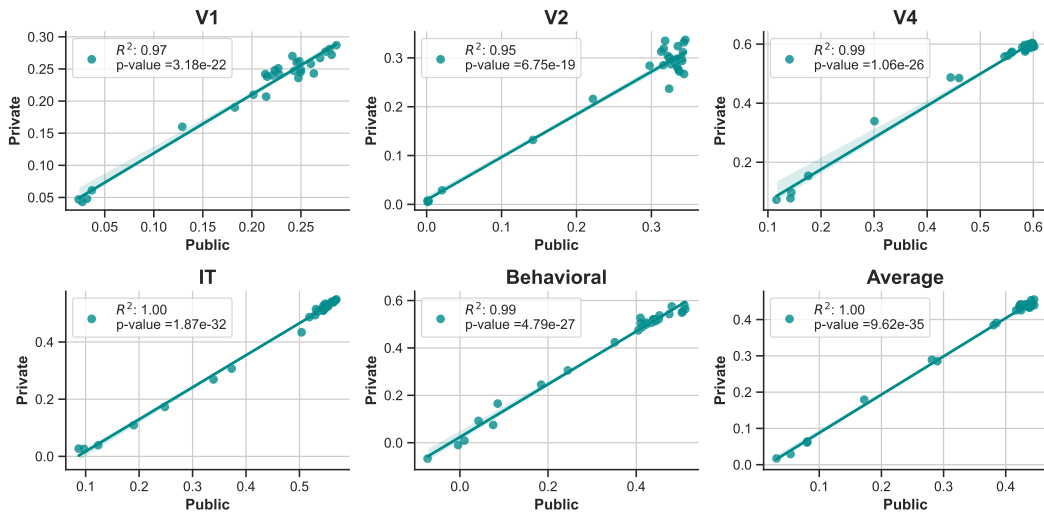 V1
Private
0.30
0.25
0.20
0.15
0.10
0.05
R²: 0.97
p-value =3.18e-22
0.05 0.10 0.15 0.20 0.25
Public
V2
Private
0.3
0.2
0.1
0.0
R²: 0.95
p-value =6.75e-19
0.0 0.1 0.2 0.3
Public
V4
Private
0.6
0.4
0.2
R²: 0.99
p-value =1.06e-26
0.1 0.2 0.3 0.4 0.5 0.6
Public
IT
Private
0.4
0.2
0.0
R²: 1.00
p-value =1.87e-32
0.1 0.2 0.3 0.5
Public
Behavioral
Private
0.6
0.4
0.2
0.0
R²: 0.99
p-value =4.79e-27
0.0 0.2 0.4
Public
Average
Private
0.4
0.3
0.2
0.1
0.0
R²: 1.00
p-value =9.62e-35
0.1 0.2 0.3 0.4
Public